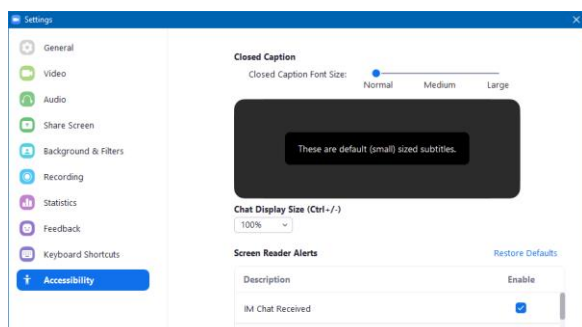 Settings
General
Video
Audio
Share Screen
Background & Filters
Recording
Statistics
Feedback
Keyboard Shortcuts
Accessibility
Closed Caption
Closed Caption Font Size:
Normal Medium Large
These are default (small) sized subtitles.
Chat Display Size (Ctrl+/-)
100%
Screen Reader Alerts Restore Defaults
Description Enable
IM Chat Received